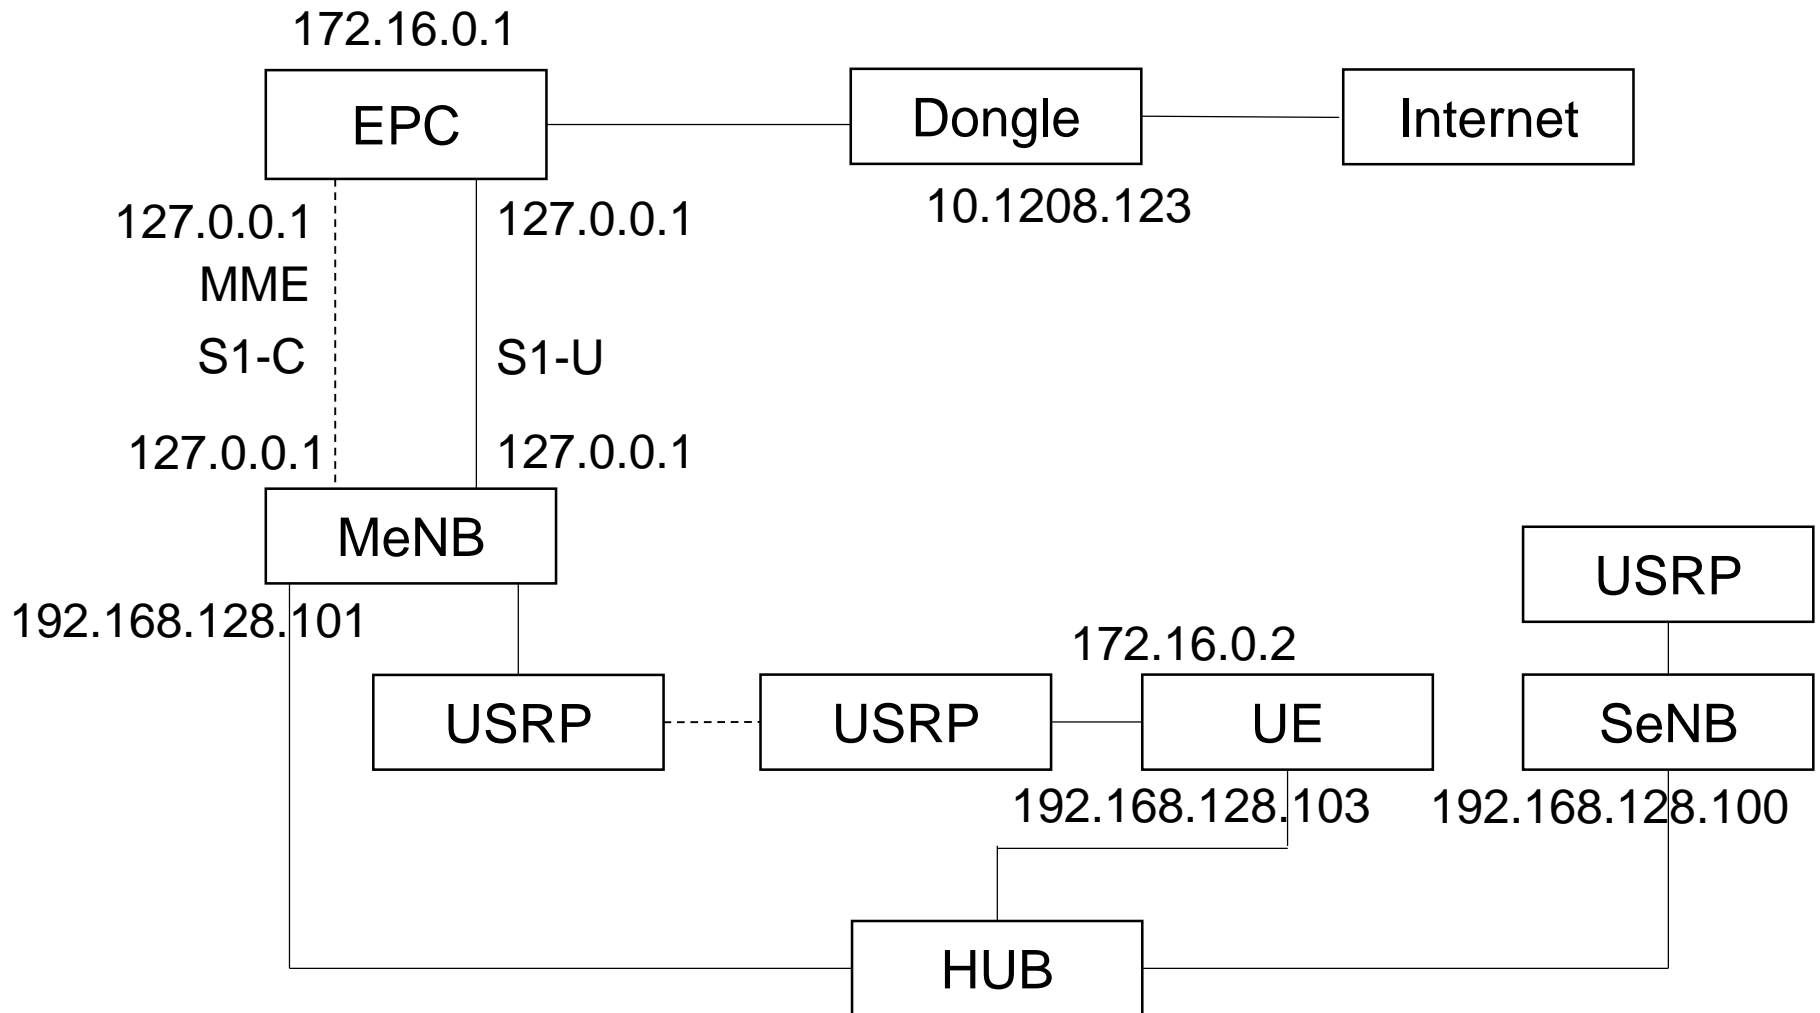 172.16.0.1
EPC
Dongle
Internet
127.0.0.1
127.0.0.1
10.1208.123
MME
S1-C
S1-U
127.0.0.1
127.0.0.1
MeNB
USRP
192.168.128.101
172.16.0.2
USRP
USRP
UE
SeNB
192.168.128.103
192.168.128.100
HUB